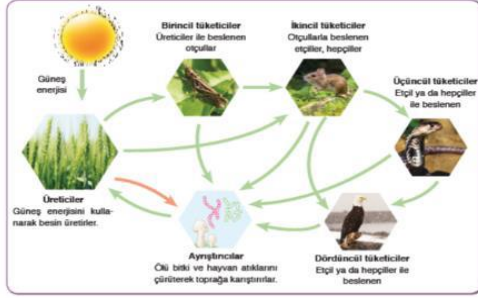 Birincil tüketiciler
Üreticiler ile beslenen
otçullar
İkincil tüketiciler
Otçullarla beslenen
etçiller, hepçiller
Üçüncül tüketiciler
Etçil ya da hepçiller
ile beslenen
Güneş
enerjisi
Üreticiler
Güneş enerjisini kulla-
narak besin üretirler.
Ayrıştırıcılar
Ölü bitki ve hayvan atıklarını
çürüterek toprağa karıştırırlar.
Dördüncül tüketiciler
Etçil ya da hepçiller ile
beslenen